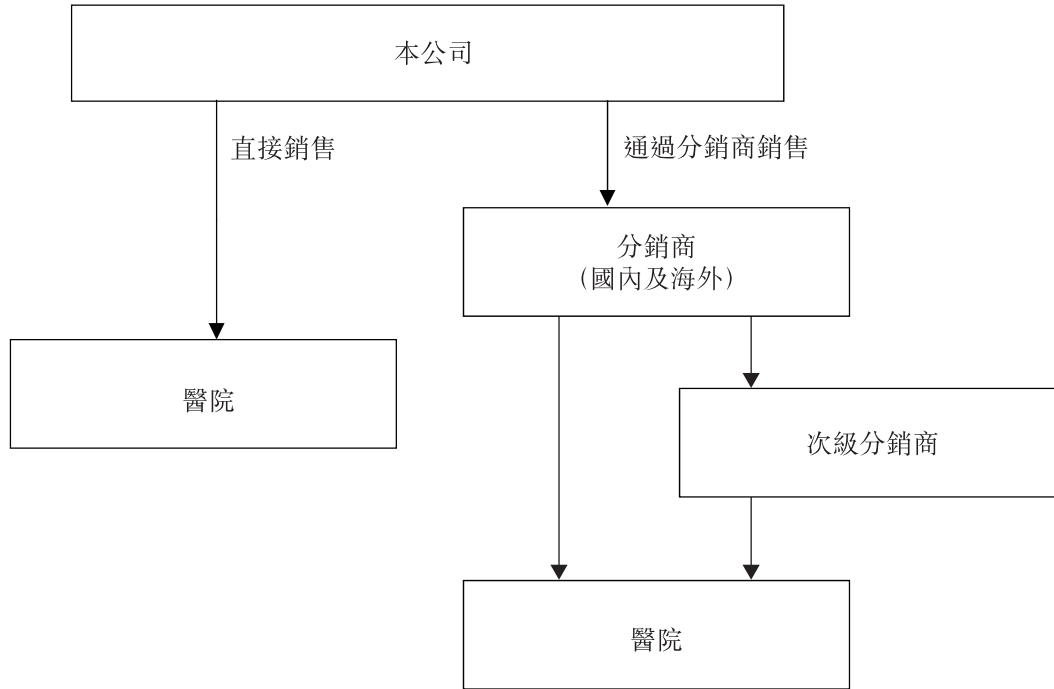 本公司
直接銷售
通過分銷商銷售
分銷商
（國內及海外）
醫院
次級分銷商
醫院